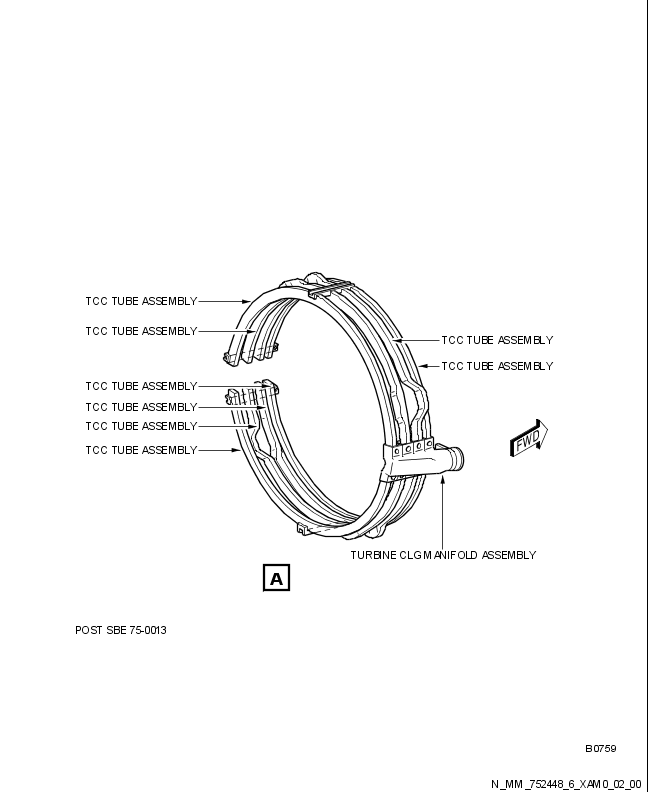 TCC TUBE ASSEMBLY
TCC TUBE ASSEMBLY
TCC TUBE ASSEMBLY
TCC TUBE ASSEMBLY
TCC TUBE ASSEMBLY
TCC TUBE ASSEMBLY
TCC TUBE ASSEMBLY
TCC TUBE ASSEMBLY
FWD
TURBINE CLG MANIFOLD ASSEMBLY
A
POST SBE 75-0013
B0759
N_MM_752448_6_XAM0_02_00